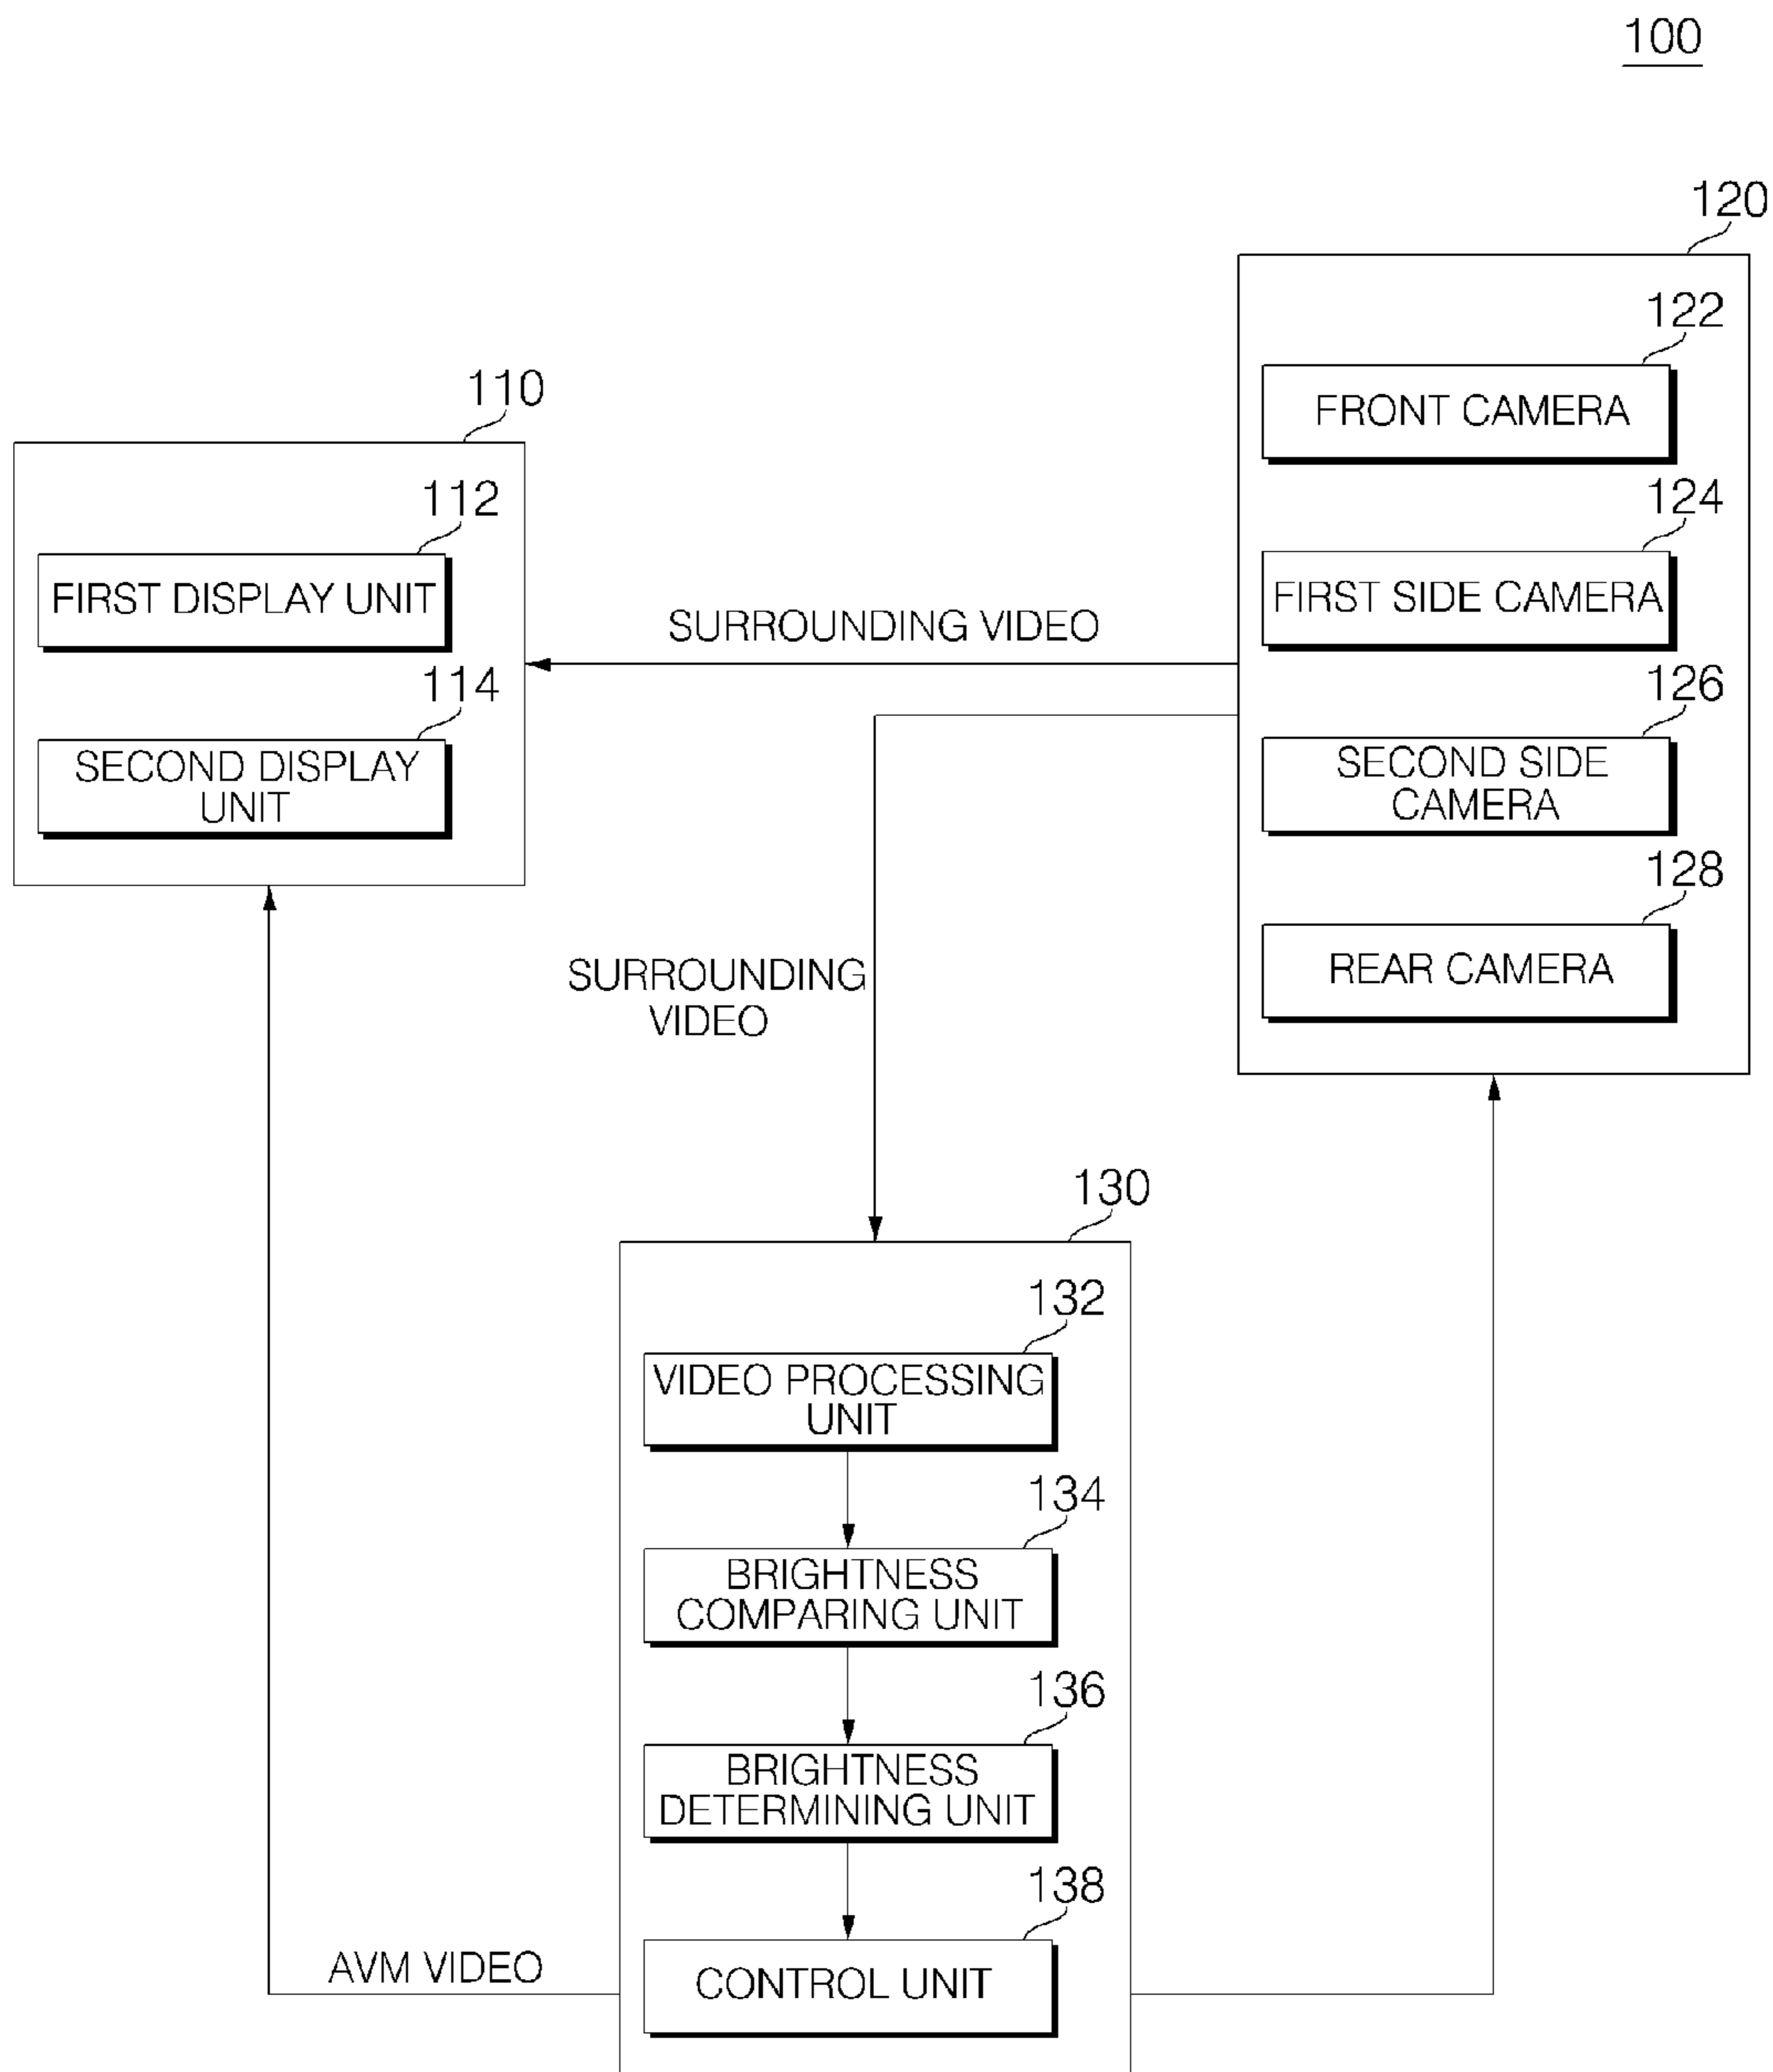 100
120
122
FRONT CAMERA
110
112
FIRST DISPLAY UNIT
124
FIRST SIDE CAMERA
SURROUNDING VIDEO
114
SECOND DISPLAY
UNIT
126
SECOND SIDE
CAMERA
128
REAR CAMERA
SURROUNDING
VIDEO
130
132
VIDEO PROCESSING
UNIT
134
BRIGHTNESS
COMPARING UNIT
136
BRIGHTNESS
DETERMINING UNIT
138
CONTROL UNIT
AVM VIDEO